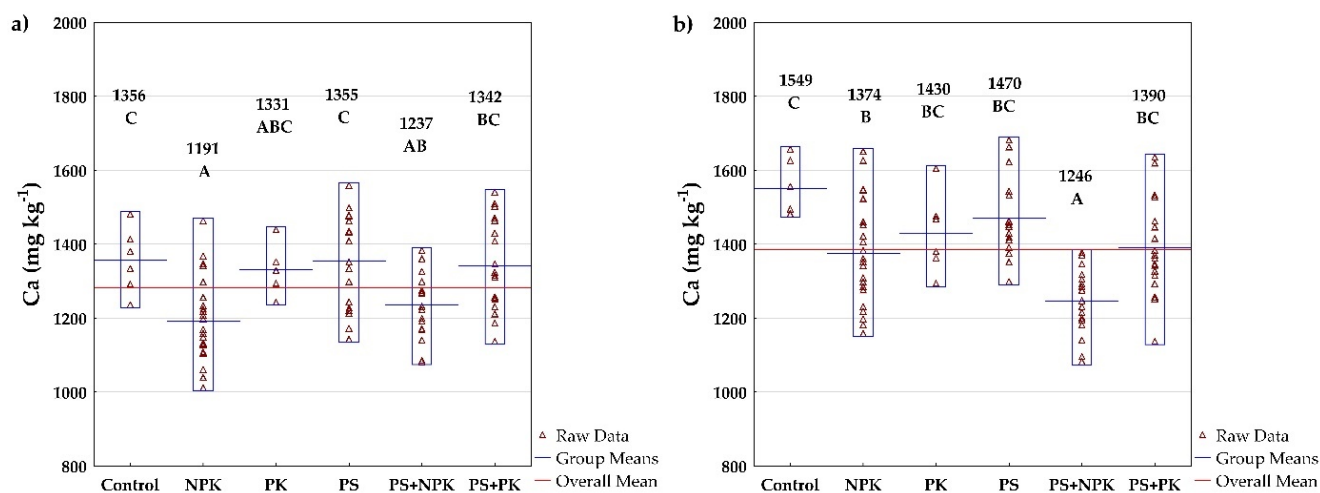 a)
Ca (mg kg-1)
2000
1800
1600
1400
1200
1000
800
1356
C
1191
A
1331
ABC
1355
C
1237
AB
1342
BC
Control NPK PK PS PS+NPK PS+PK
Raw Data
Group Means
Overall Mean
b)
Ca (mg kg-1)
2000
1800
1600
1400
1200
1000
800
1549
C
1374
B
1430
BC
1470
BC
1246
A
1390
BC
Control NPK PK PS PS+NPK PS+PK
Raw Data
Group Means
Overall Mean